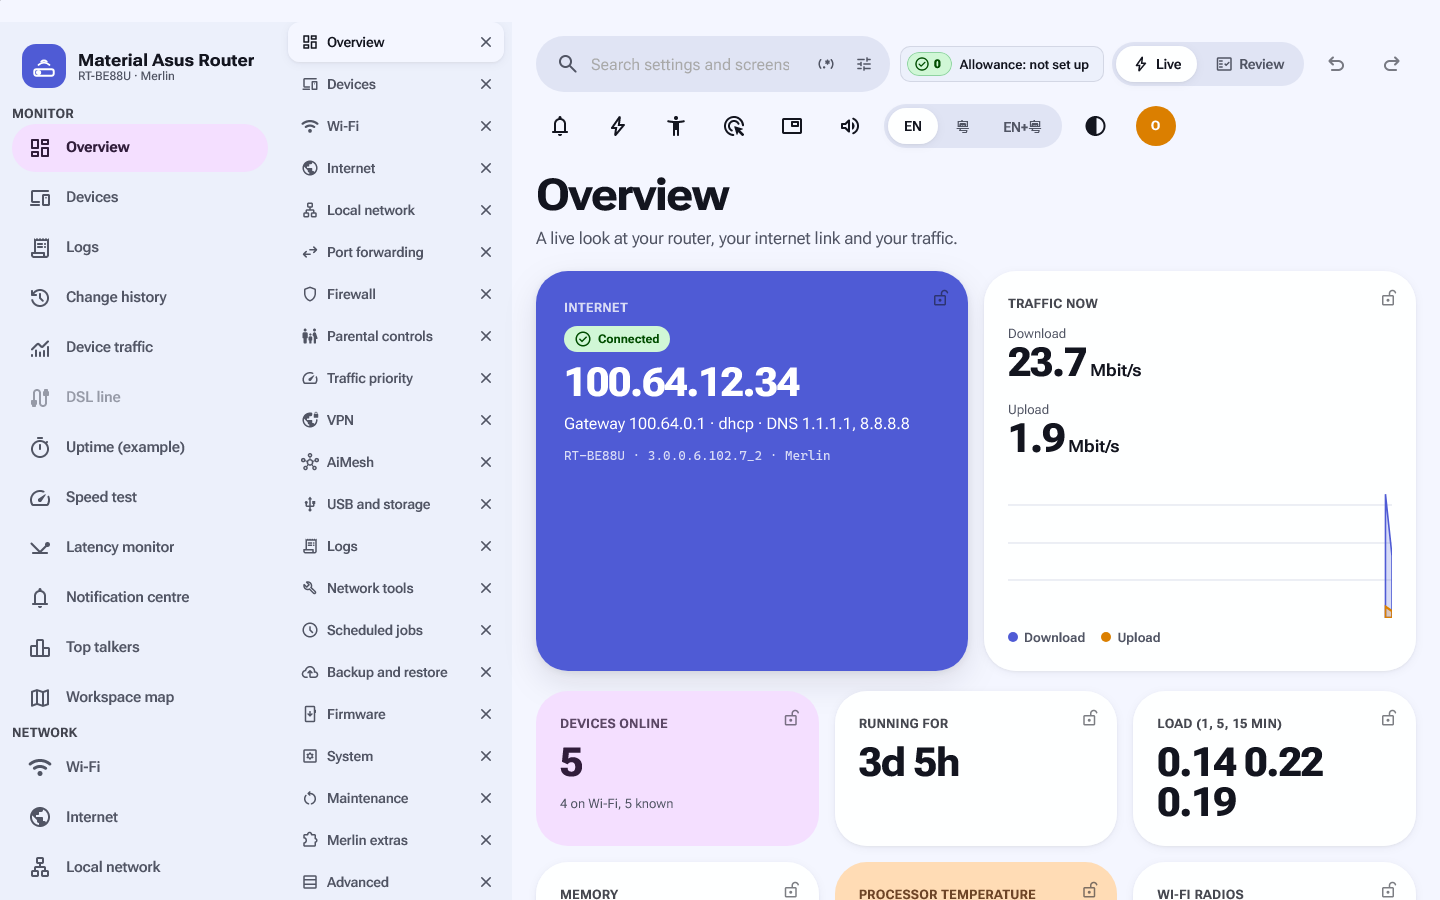 Material Asus Router
RT-BE88U · Merlin
MONITOR
Overview
Devices
Logs
Change history
Device traffic
DSL line
Uptime (example)
Speed test
Latency monitor
Notification centre
Top talkers
Workspace map
NETWORK
Wi-Fi
Internet
Local network
Overview
Devices
Wi-Fi
Internet
Local network
Port forwarding
Firewall
Parental controls
Traffic priority
VPN
AiMesh
USB and storage
Logs
Network tools
Scheduled jobs
Backup and restore
Firmware
System
Maintenance
Merlin extras
Advanced
Search settings and screens
(.*)
0
Allowance: not set up
Live
Review
EN
粵
EN+粵
O
Overview
A live look at your router, your internet link and your traffic.
INTERNET
Connected
100.64.12.34
Gateway 100.64.0.1 · dhcp · DNS 1.1.1.1, 8.8.8.8
RT-BE88U · 3.0.0.6.102.7_2 · Merlin
TRAFFIC NOW
Download
23.7 Mbit/s
Upload
1.9 Mbit/s
Download
Upload
DEVICES ONLINE
5
4 on Wi-Fi, 5 known
RUNNING FOR
3d 5h
LOAD (1, 5, 15 MIN)
0.14 0.22
0.19
MEMORY
PROCESSOR TEMPERATURE
WI-FI RADIOS